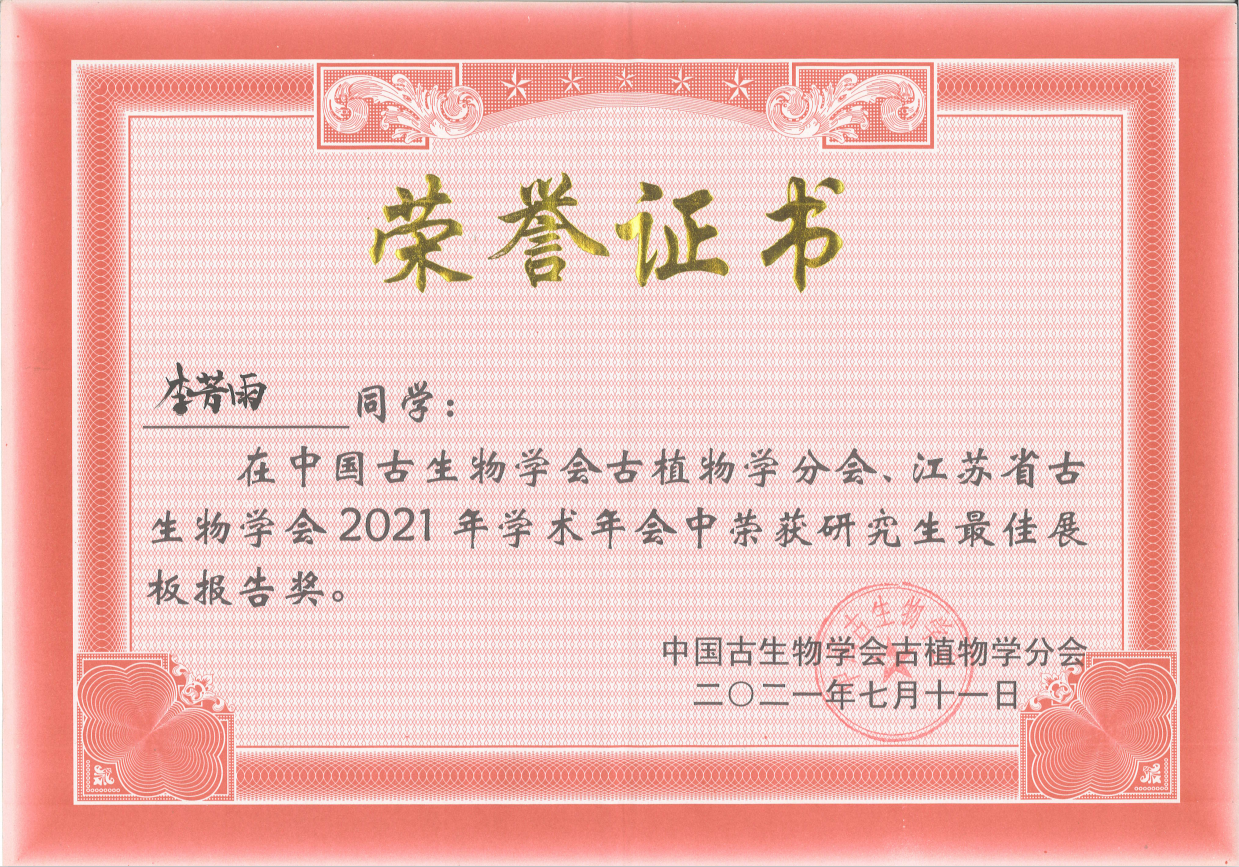 荣誉证书
李芳雨 同学：
在中国古生物学会古植物学分会、江苏省古
生物学会2021年学术年会中荣获研究生最佳展
板报告奖。
中国古生物学会古植物学分会
二〇二一年七月十一日